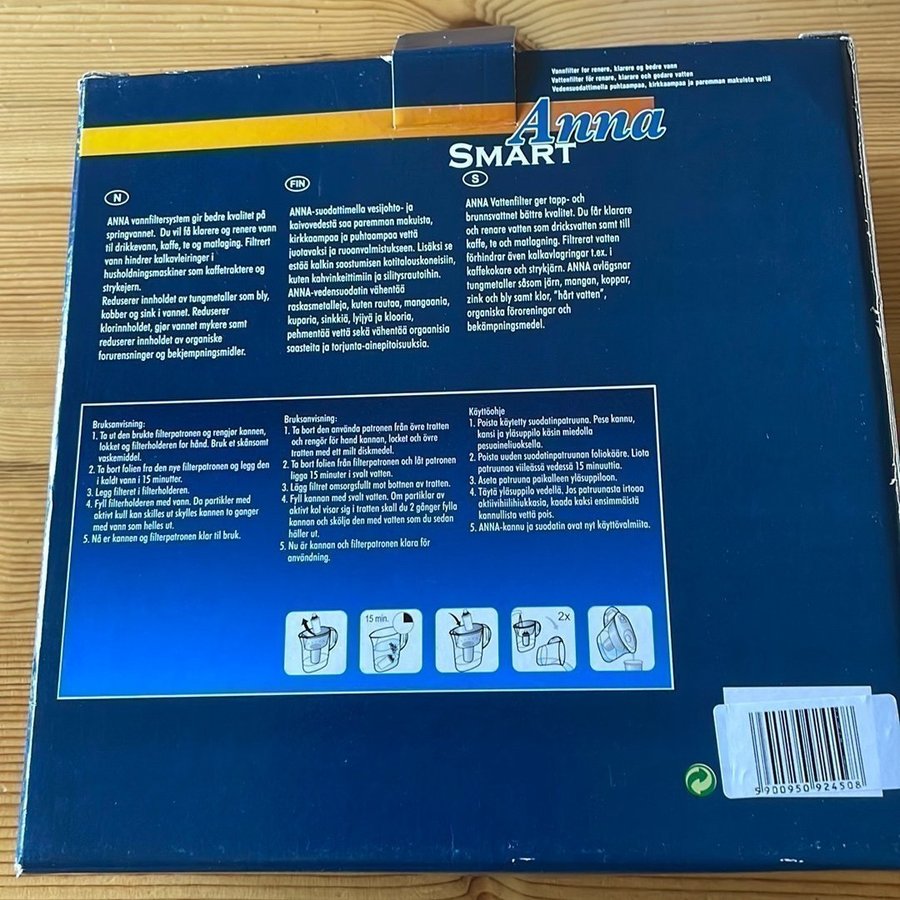 Vannfilter for renere, klarere og bedre vann
Vattenfilter för renare, klarare och godare vatten
Vedensuodattimella puhtaampaa, kirkkaampaa ja paremman makuista vettä
Anna
SMART
N
ANNA vannfiltersystem gir bedre kvalitet på
springvannet. Du vil få klarere og renere vann
til drikkevann, kaffe, te og matlaging. Filtrert
vann hindrer kalkavleiringer i
husholdningsmaskiner som kaffetraktere og
strykejern.
Reduserer innholdet av tungmetaller som bly,
kobber og sink i vannet. Reduserer
klorinnholdet, gjør vannet mykere samt
reduserer innholdet av organiske
forurensninger og bekjempningsmidler.
FIN
ANNA-suodattimella vesijohto- ja
kaivovedestä saa paremman makuista,
kirkkaampaa ja puhtaampaa vettä
juotavaksi ja ruoanvalmistukseen. Lisäksi se
estää kalkin saostumisen kotitalouskoneisiin,
kuten kahvinkeittimiin ja silitysrautoihin.
ANNA-vedensuodatin vähentää
raskasmetalleja, kuten rautaa, mangaania,
kuparia, sinkkiä, lyijyä ja klooria,
pehmentää vettä sekä vähentää orgaanisia
saasteita ja torjunta-ainepitoisuuksia.
S
ANNA Vattenfilter ger tapp- och
brunnsvattnet bättre kvalitet. Du får klarare
och renare vatten som dricksvatten samt till
kaffe, te och matlagning. Filtrerat vatten
förhindrar även kalkavlagringar t.ex. i
kaffekokare och strykjärn. ANNA avlägsnar
tungmetaller såsom järn, mangan, koppar,
zink och bly samt klor, "hårt vatten",
organiska föroreningar och
bekämpningsmedel.
Bruksanvisning:
1. Ta ut den brukte filterpatronen og rengjør kannen,
lokket og filterholderen for hånd. Bruk et skånsomt
vaskemiddel.
2. Ta bort folien fra den nye filterpatronen og legg den
i kaldt vann i 15 minutter.
3. Legg filteret i filterholderen.
4. Fyll filterholderen med vann. Da partikler med
aktivt kull kan skilles ut skylles kannen to ganger
med vann som helles ut.
5. Nå er kannen og filterpatronen klar til bruk.
Bruksanvisning:
1. Ta bort den använda patronen från övre tratten
och rengör för hand kannan, locket och övre
tratten med ett milt diskmedel.
2. Ta bort folien från filterpatronen och låt patronen
ligga 15 minuter i svalt vatten.
3. Lägg filtret omsorgsfullt mot bottnen av tratten.
4. Fyll kannan med svalt vatten. Om partiklar av
aktivt kol visar sig i tratten skall du 2 gånger fylla
kannan och skölja den med vatten som du sedan
häller ut.
5. Nu är kannan och filterpatronen klara för
användning.
Käyttöohje
1. Poista käytetty suodatinpatruuna. Pese kannu,
kansi ja yläsuppilo käsin miedolla
pesuaineliuoksella.
2. Poista uuden suodatinpatruunan foliokääre. Liota
patruunaa viileässä vedessä 15 minuuttia.
3. Aseta patruuna paikalleen yläsuppiloon.
4. Täytä yläsuppilo vedellä. Jos patruunasta irtoaa
aktiivihiilihiukkasia, kaada kaksi ensimmäistä
kannullista vettä pois.
5. ANNA-kannu ja suodatin ovat nyt käyttövalmiita.
15 min.
2x
5900950924508